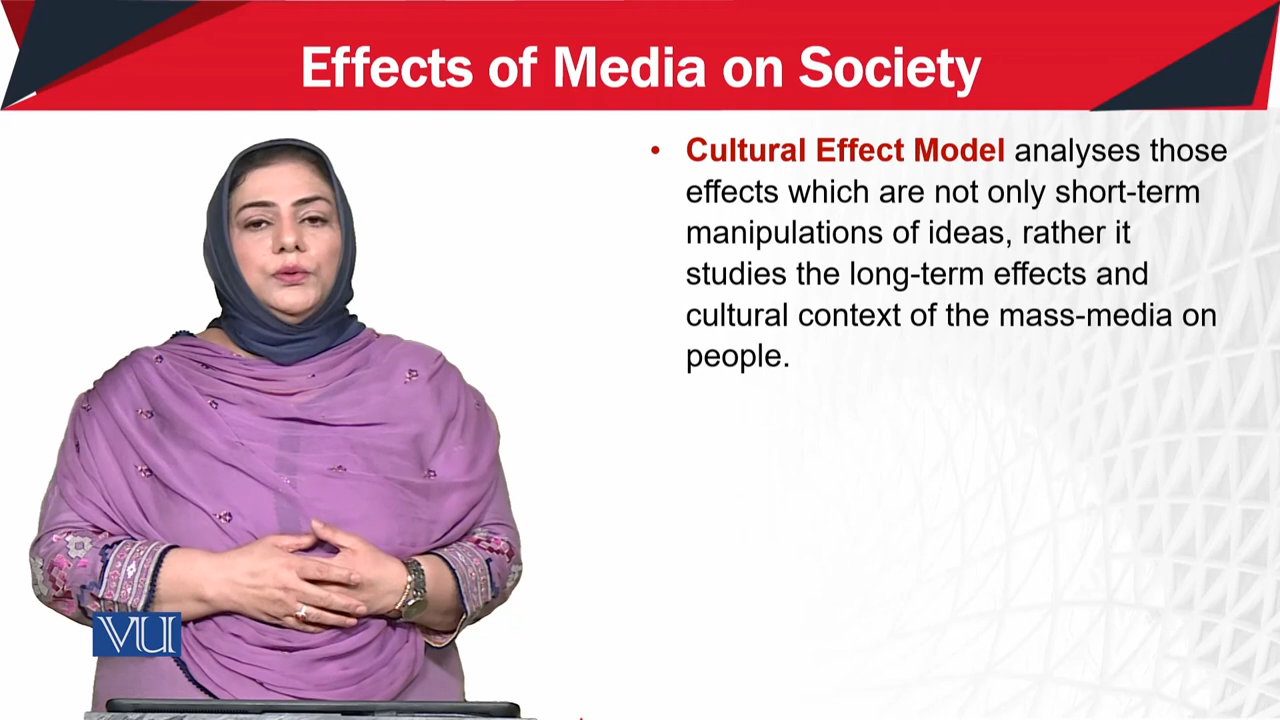 Effects of Media on Society
• Cultural Effect Model analyses those
effects which are not only short-term
manipulations of ideas, rather it
studies the long-term effects and
cultural context of the mass-media on
people.
VU